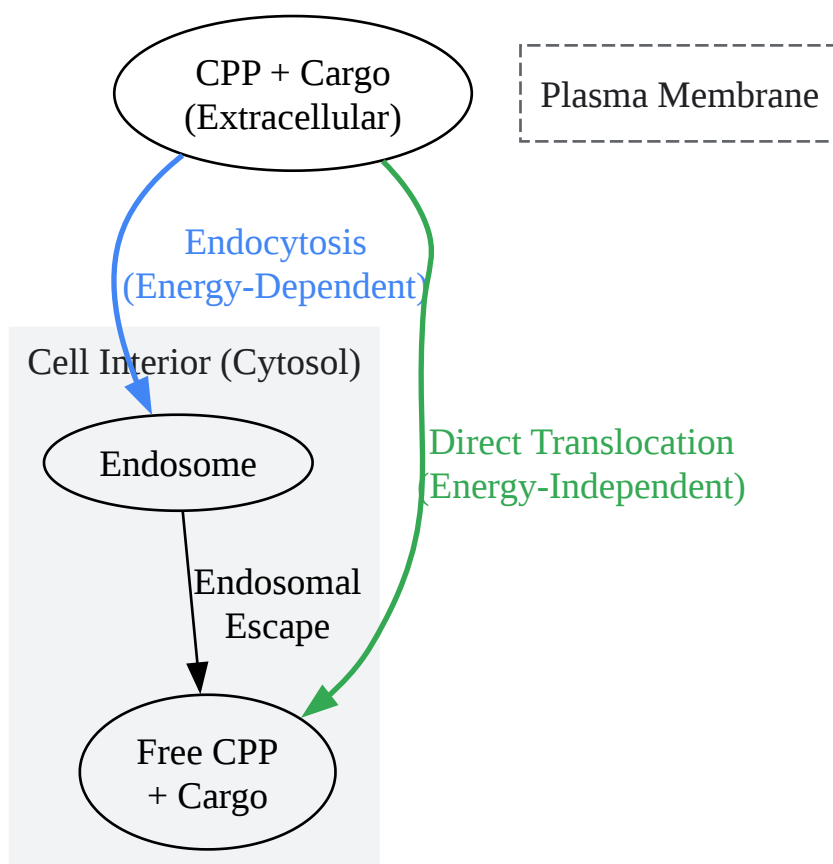 CPP + Cargo
(Extracellular)
Plasma Membrane
Endocytosis
(Energy-Dependent)
Cell Interior (Cytosol)
Direct Translocation
(Energy-Independent)
Endosome
Endosomal
Escape
Free CPP
+ Cargo